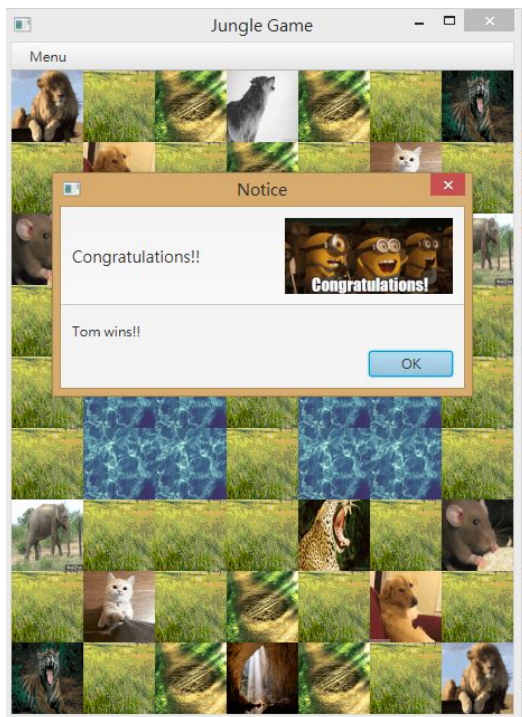 Jungle Game
Menu
Notice
Congratulations!!
Congratulations!
Tom wins!!
OK